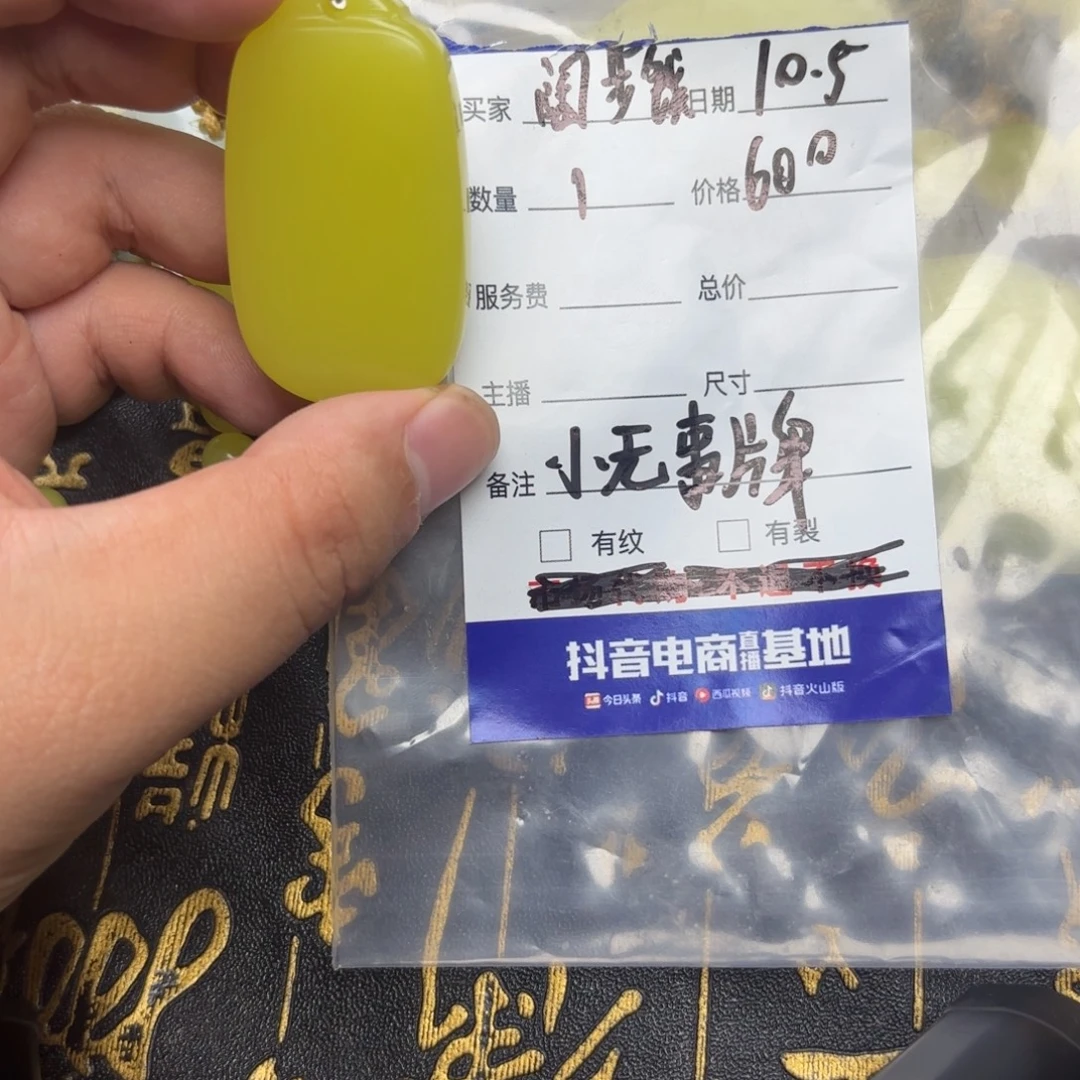 买家 日期 10.5
数量 1 价格 600
服务费 总价
主播 尺寸
备注 小无事牌
有纹 有裂
抖音电商直播基地
头条 今日头条 抖音 西瓜视频 抖音火山版